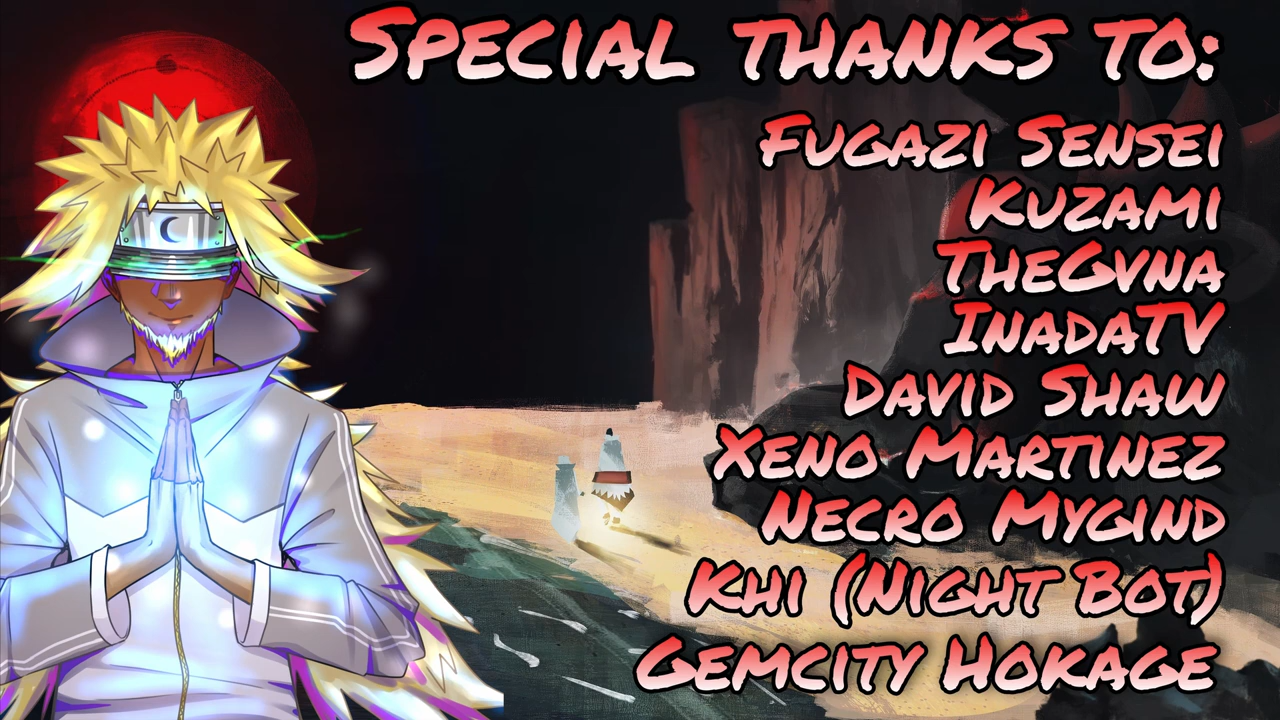 Special thanks to:
Fugazi Sensei
Kuzami
TheGvna
InadaTV
David Shaw
Xeno Martinez
Necro Mygind
Khi (Night Bot)
Gemcity Hokage